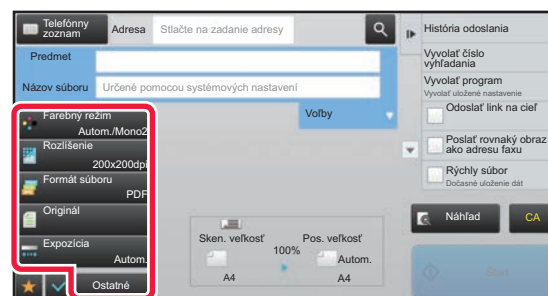 Telefónny
zoznam
Adresa
Stlačte na zadanie adresy
Predmet
Názov súboru
Určené pomocou systémových nastavení
Voľby
Farebný režim
Autom./Mono2
Rozlíšenie
200x200dpi
Formát súboru
PDF
Originál
Expozícia
Autom.
Ostatné
Sken. veľkosť
100%
Pos. veľkosť
Autom.
A4
A4
História odoslania
Vyvolať číslo
vyhľadania
Vyvolať program
Vyvolať uložené nastavenie
Odoslať link na cieľ
Poslať rovnaký obraz
ako adresu faxu
Rýchly súbor
Dočasné uloženie dát
Náhľad
CA
Štart